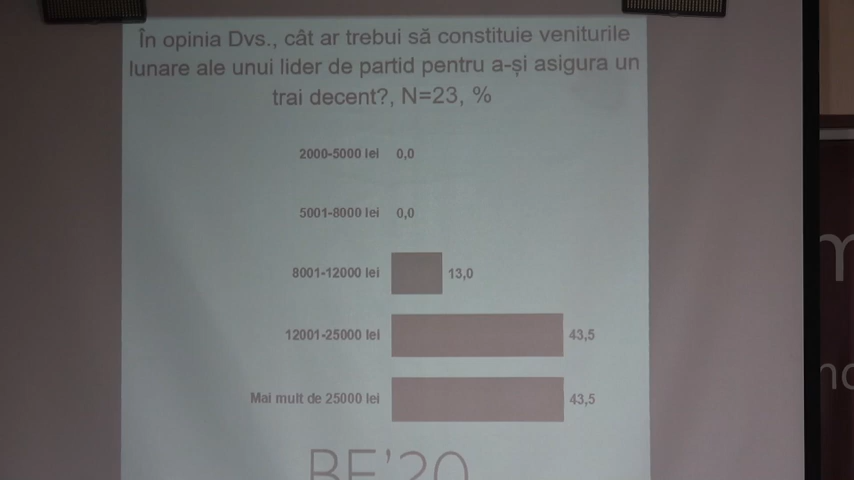 În opinia Dvs., cât ar trebui să constituie veniturile
lunare ale unui lider de partid pentru a-și asigura un
trai decent?, N=23, %
2000-5000 lei 0,0
5001-8000 lei 0,0
8001-12000 lei 13,0
12001-25000 lei 43,5
Mai mult de 25000 lei 43,5